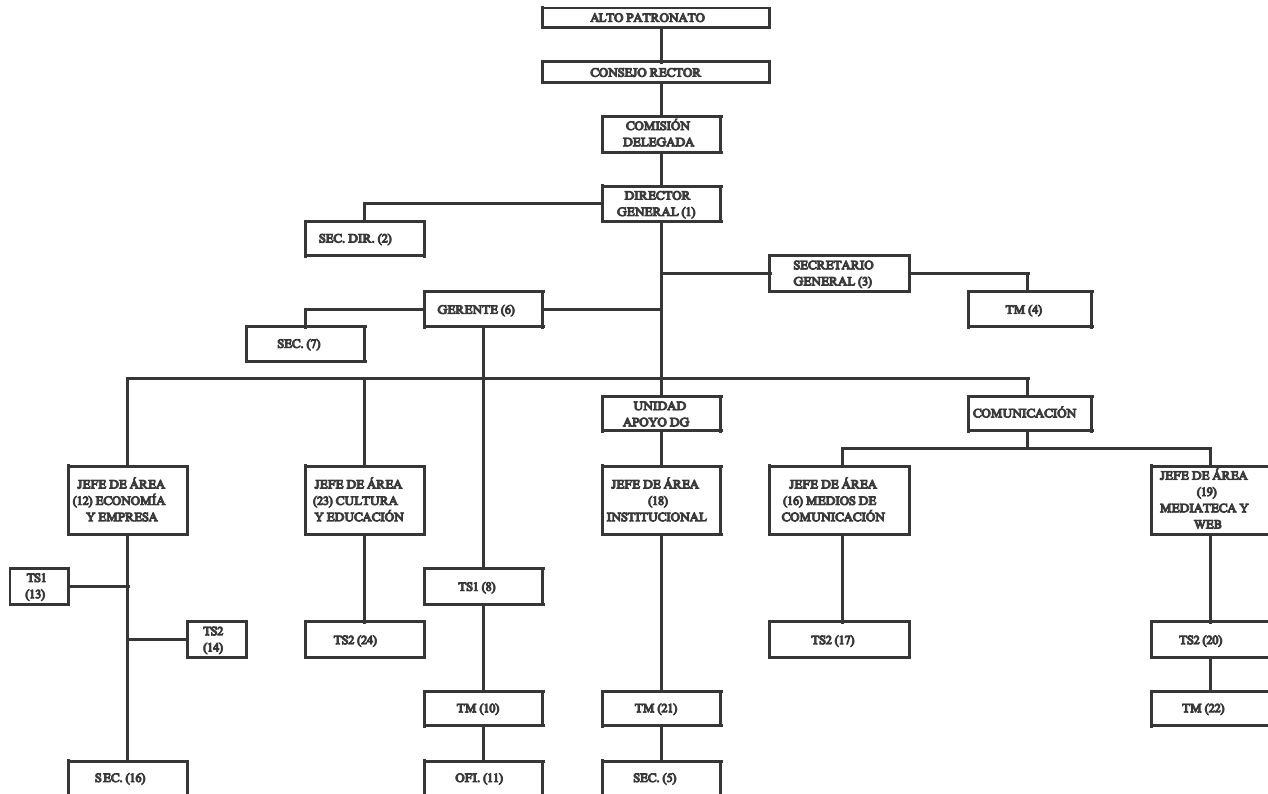 ALTO PATRONATO
CONSEJO RECTOR
COMISIÓN
DELEGADA
DIRECTOR
GENERAL (1)
SEC. DIR. (2)
SECRETARIO
GENERAL (3)
TM (4)
GERENTE (6)
SEC. (7)
UNIDAD
APOYO DG
COMUNICACIÓN
JEFE DE ÁREA
(12) ECONOMÍA
Y EMPRESA
JEFE DE ÁREA
(23) CULTURA
Y EDUCACIÓN
JEFE DE ÁREA
(18)
INSTITUCIONAL
JEFE DE ÁREA
(16) MEDIOS DE
COMUNICACIÓN
JEFE DE ÁREA
(19)
MEDIATECA Y
WEB
TS1
(13)
TS1 (8)
TS2
(14)
TS2 (24)
TS2 (17)
TS2 (20)
TM (10)
TM (21)
TM (22)
SEC. (16)
OFI. (11)
SEC. (5)